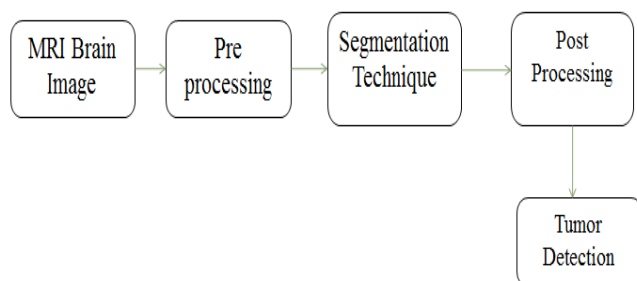 MRI Brain
Image
Pre
processing
Segmentation
Technique
Post
Processing
Tumor
Detection